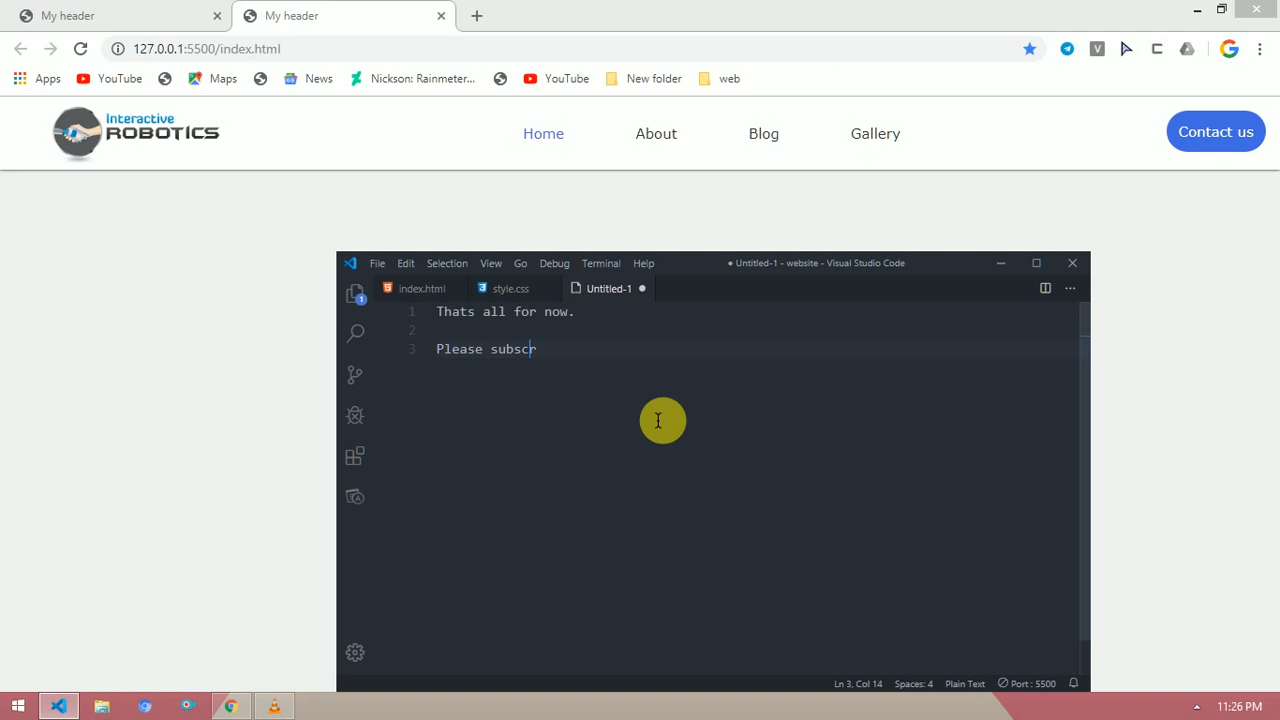 My header
My header
127.0.0.1:5500/index.html
Apps YouTube Maps News Nickson: Rainmeter... YouTube New folder web
Interactive
ROBOTICS
Home About Blog Gallery Contact us
File Edit Selection View Go Debug Terminal Help ● Untitled-1 - website - Visual Studio Code
index.html style.css Untitled-1
1 Thats all for now.
2
3 Please subscr
Ln 3, Col 14 Spaces: 4 Plain Text Port : 5500
11:26 PM